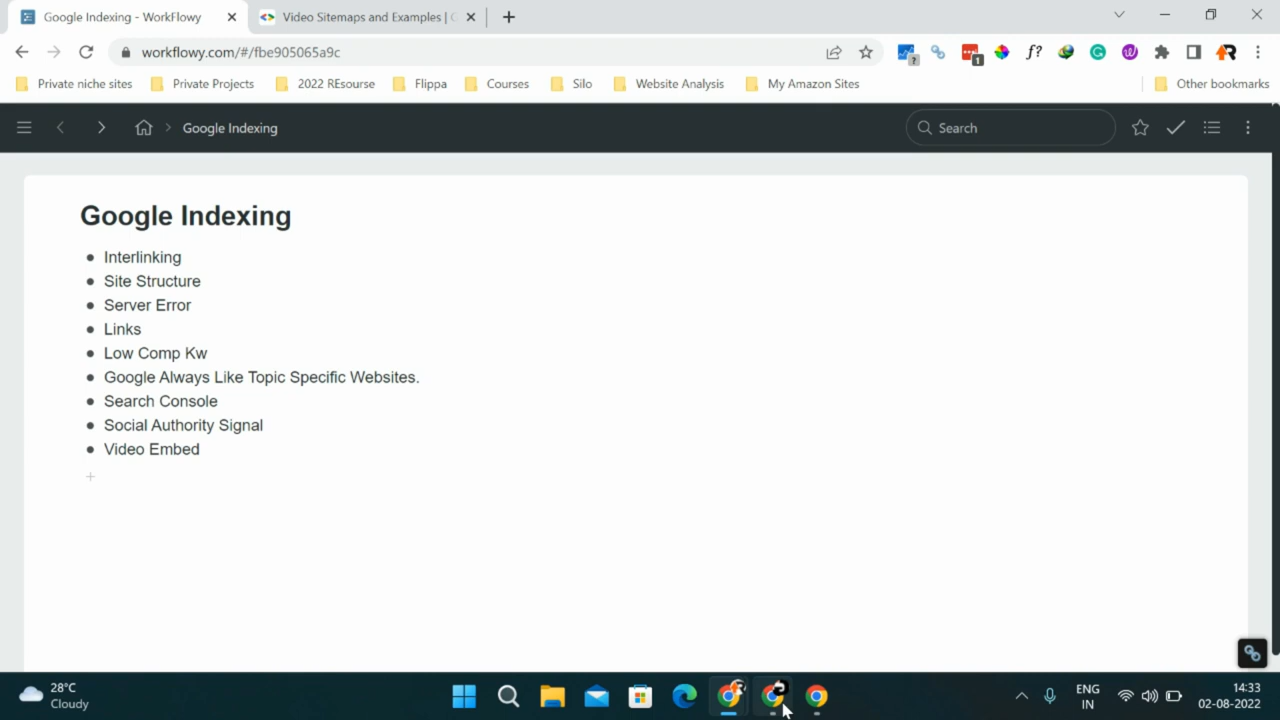 Google Indexing - WorkFlowy
Video Sitemaps and Examples |
workflowy.com/#/fbe905065a9c
f?
?
1
Private niche sites
Private Projects
2022 REsource
Flippa
Courses
Silo
Website Analysis
My Amazon Sites
Other bookmarks
Google Indexing
Search
Google Indexing
Interlinking
Site Structure
Server Error
Links
Low Comp Kw
Google Always Like Topic Specific Websites.
Search Console
Social Authority Signal
Video Embed
28°C
Cloudy
ENG
IN
14:33
02-08-2022